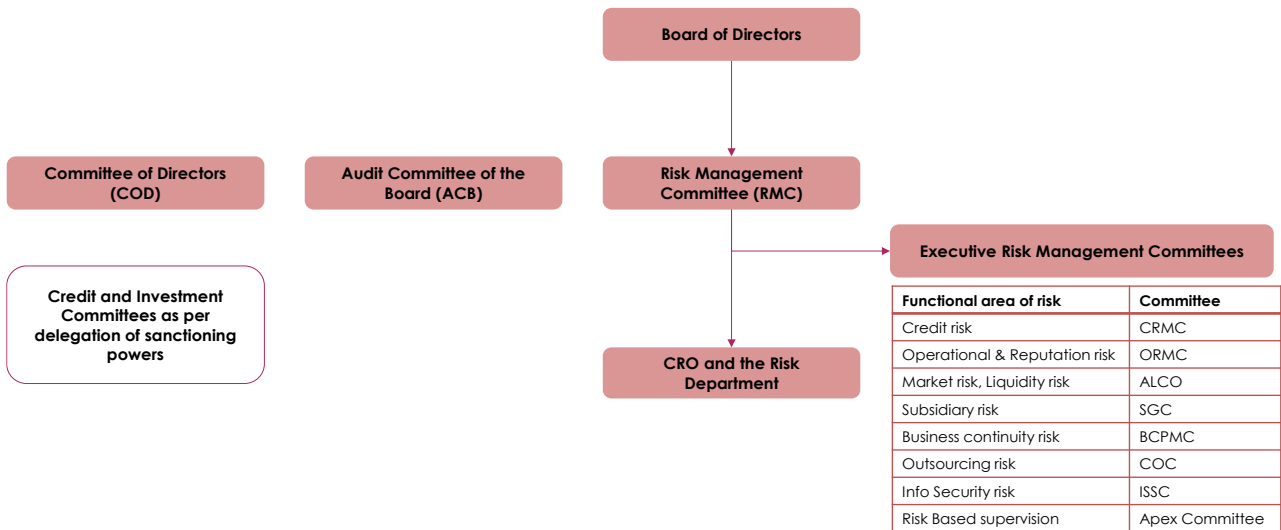 Board of Directors
Committee of Directors
(COD)
Audit Committee of the
Board (ACB)
Risk Management
Committee (RMC)
Executive Risk Management Committees
Credit and Investment
Committees as per
delegation of sanctioning
powers
CRO and the Risk
Department
Functional area of risk Committee
Credit risk CRMC
Operational & Reputation risk ORMC
Market risk, Liquidity risk ALCO
Subsidiary risk SGC
Business continuity risk BCPMC
Outsourcing risk COC
Info Security risk ISSC
Risk Based supervision Apex Committee